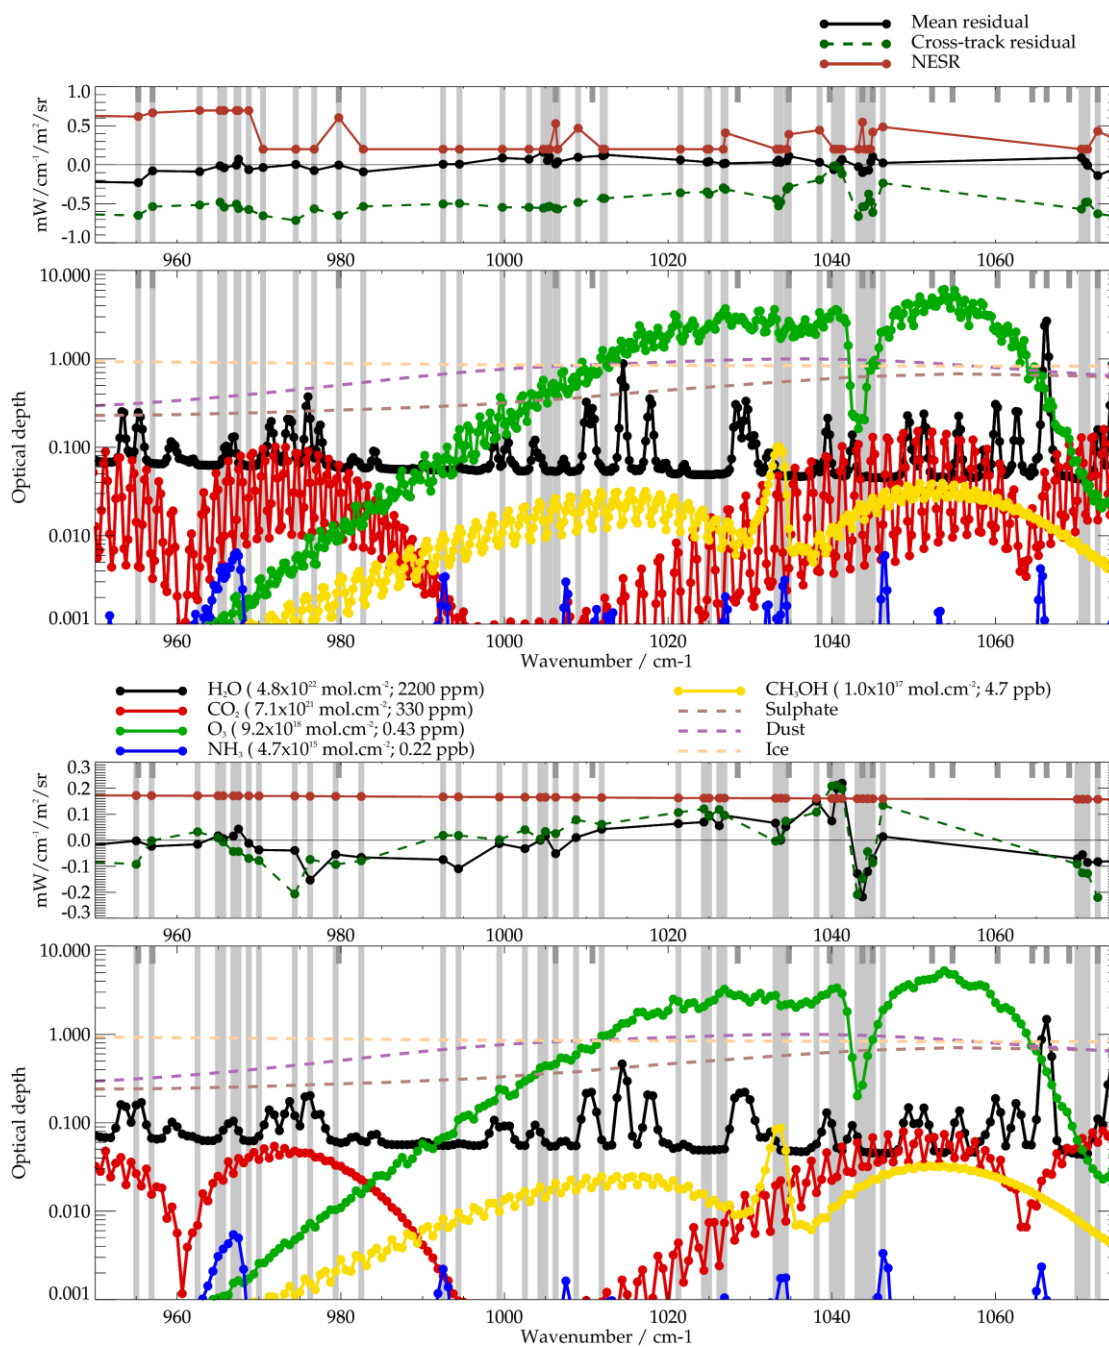 Mean residual
Cross-track residual
NESR
1.0
0.5
0.0
-0.5
-1.0
mW/cm⁻¹/m²/sr
960 980 1000 1020 1040 1060
10.000
1.000
0.100
0.010
0.001
Optical depth
960 980 1000 1020 1040 1060
Wavenumber / cm-1
H₂O ( 4.8x10²² mol.cm⁻²; 2200 ppm)
CO₂ ( 7.1x10²¹ mol.cm⁻²; 330 ppm)
O₃ ( 9.2x10¹⁸ mol.cm⁻²; 0.43 ppm)
NH₃ ( 4.7x10¹⁵ mol.cm⁻²; 0.22 ppb)
CH₃OH ( 1.0x10¹⁷ mol.cm⁻²; 4.7 ppb)
Sulphate
Dust
Ice
0.3
0.2
0.1
0.0
-0.1
-0.2
-0.3
mW/cm⁻¹/m²/sr
960 980 1000 1020 1040 1060
10.000
1.000
0.100
0.010
0.001
Optical depth
960 980 1000 1020 1040 1060
Wavenumber / cm-1